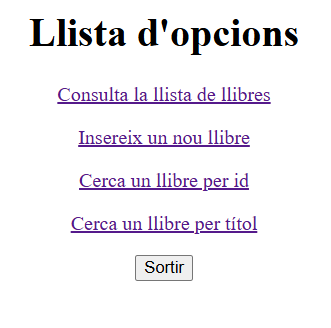 Llista d'opcions
Consulta la llista de llibres
Insereix un nou llibre
Cerca un llibre per id
Cerca un llibre per títol
Sortir